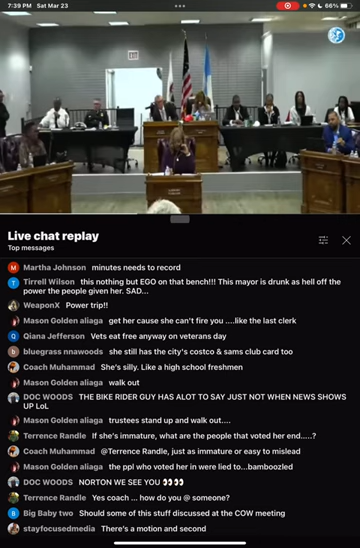 7:39 PM Sat Mar 23
66%
Live chat replay
Top messages
Martha Johnson minutes needs to record
Tirrell Wilson this nothing but EGO on that bench!!! This mayor is drunk as hell off the
power the people given her. SAD...
WeaponX Power trip!!
Mason Golden aliaga get her cause she can't fire you ....like the last clerk
Qiana Jefferson Vets eat free anyway on veterans day
bluegrass nnawoods she still has the city's costco & sams club card too
Coach Muhammad She's silly. Like a high school freshmen
Mason Golden aliaga walk out
DOC WOODS THE BIKE RIDER GUY HAS ALOT TO SAY JUST NOT WHEN NEWS SHOWS
UP LoL
Mason Golden aliaga trustees stand up and walk out....
Terrence Randle If she's immature, what are the people that voted her end.....?
Coach Muhammad @Terrence Randle, just as immature or easy to mislead
Mason Golden aliaga the ppl who voted her in were lied to...bamboozled
DOC WOODS NORTON WE SEE YOU 👀👀
Terrence Randle Yes coach ... how do you @ someone?
Big Baby two Should some of this stuff discussed at the COW meeting
stayfocusedmedia There's a motion and second